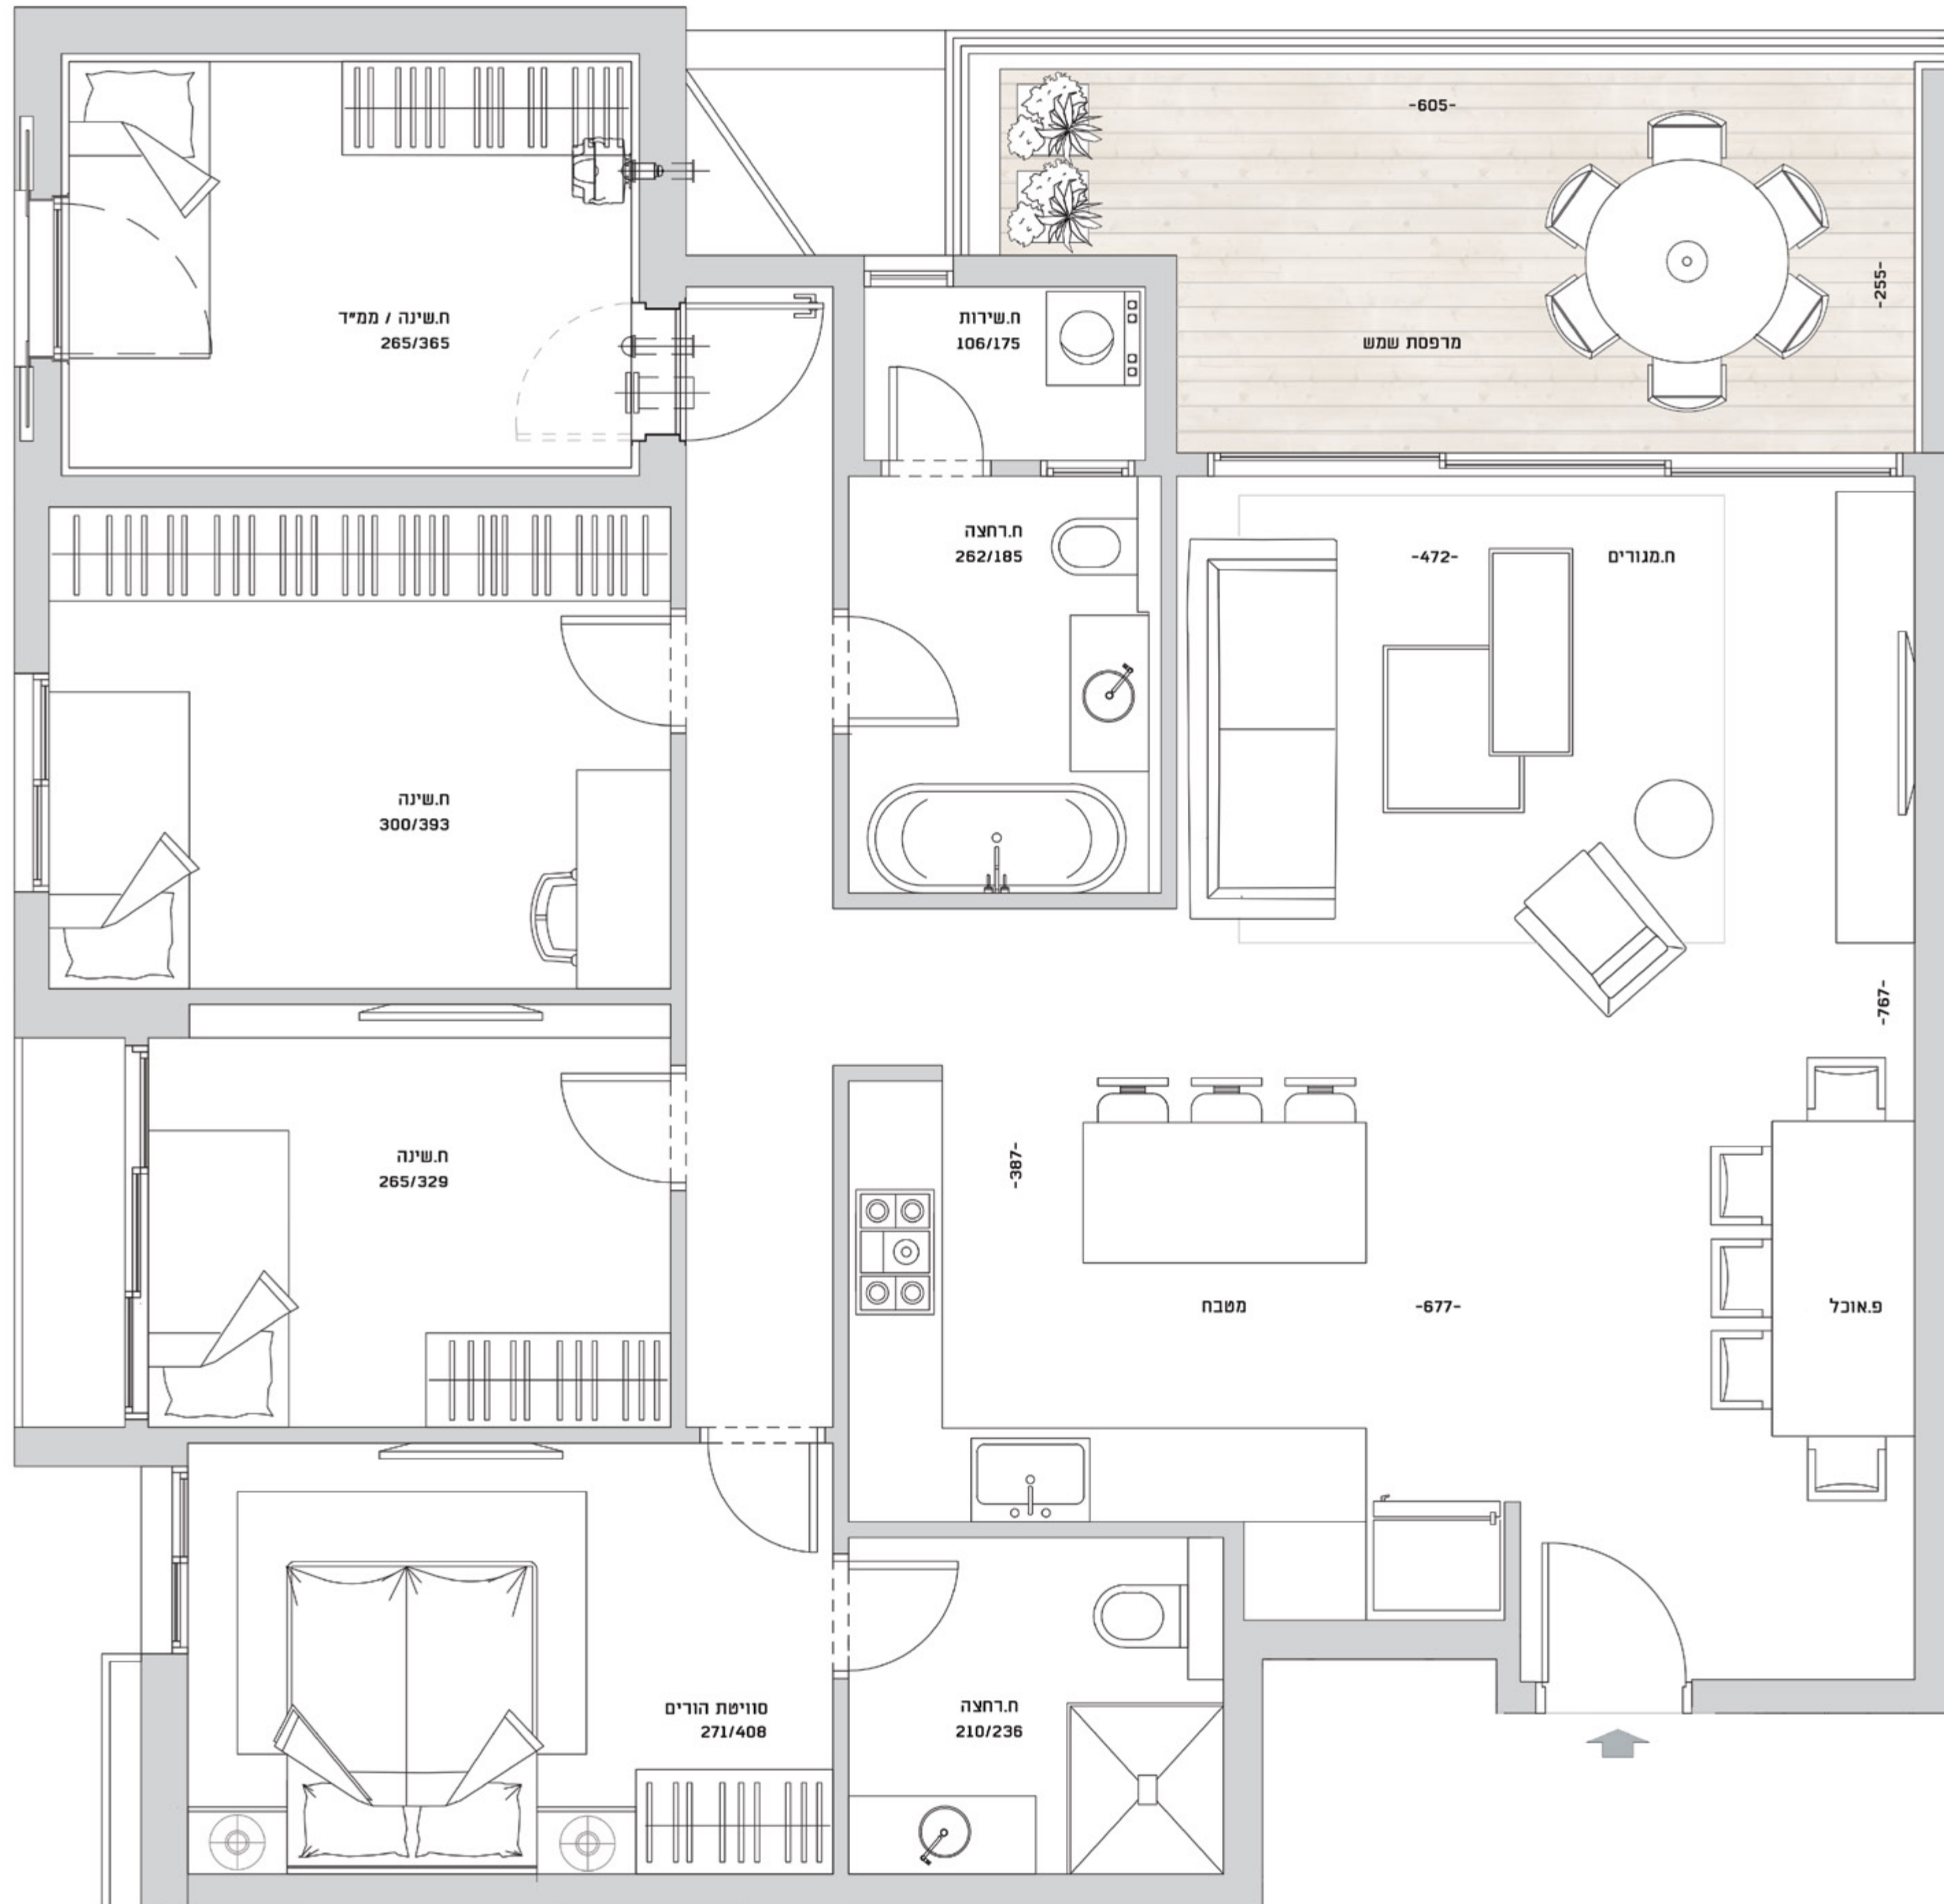 -605-
-255-
מרפסת שמש
ח.שינה / ממ״ד
265/365
ח.שירות
106/175
ח.רחצה
262/185
-472-
ח.מגורים
ח.שינה
300/393
-767-
ח.שינה
265/329
-387-
מטבח
-677-
פ.אוכל
סוויטת הורים
271/408
ח.רחצה
210/236